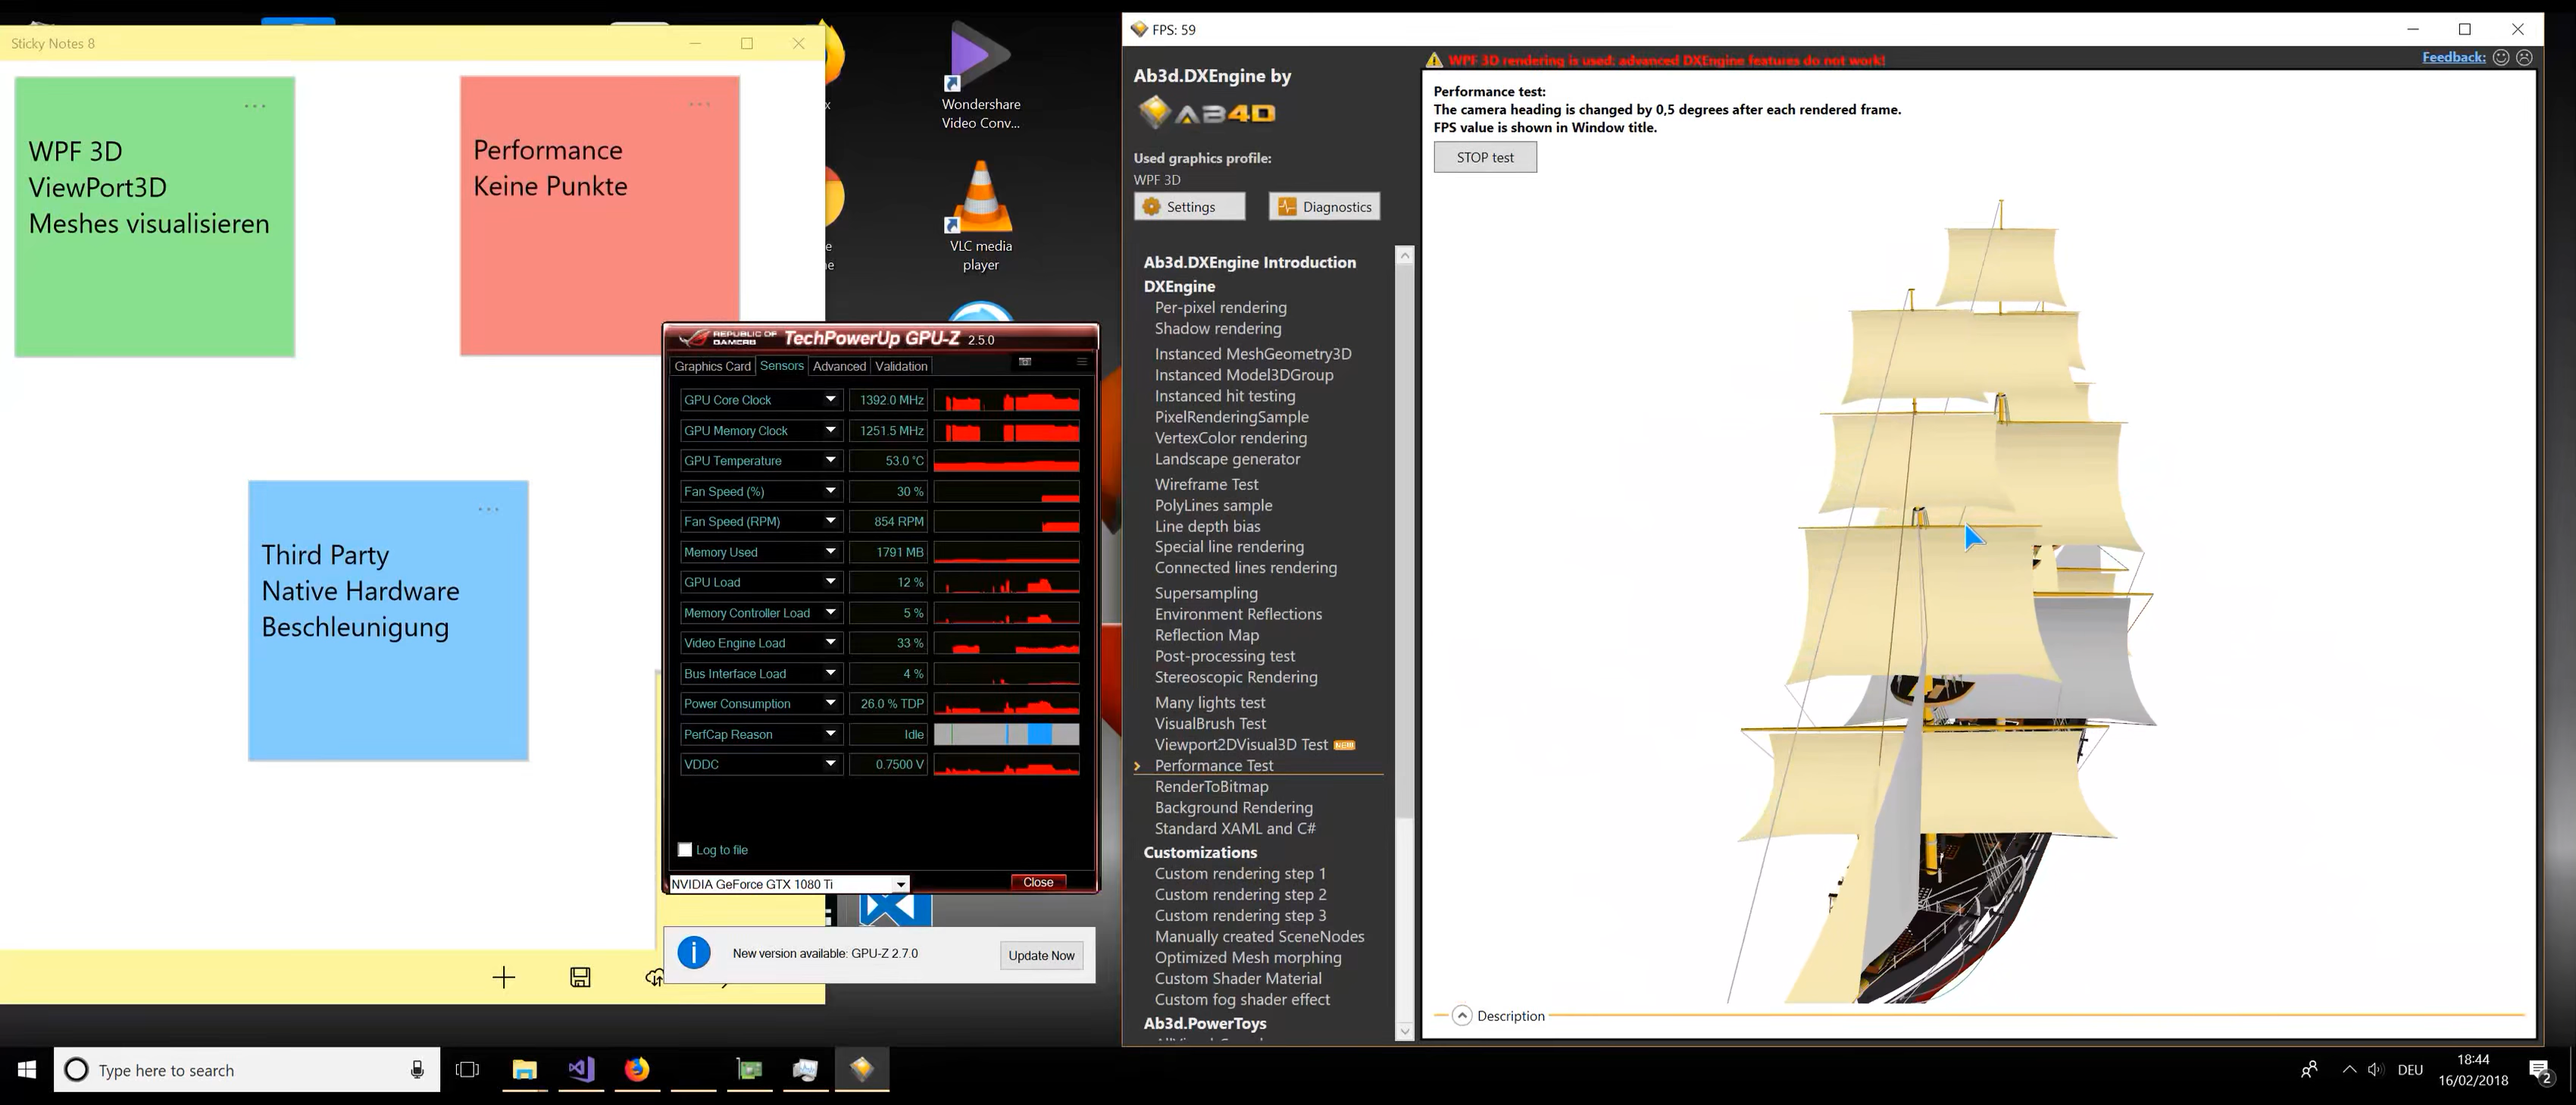 Sticky Notes 8
WPF 3D
ViewPort3D
Meshes visualisieren
Performance
Keine Punkte
Third Party
Native Hardware
Beschleunigung
Wondershare
Video Conv...
VLC media
player
REPUBLIC OF
GAMERS
TechPowerUp GPU-Z 2.5.0
Graphics Card Sensors Advanced Validation
GPU Core Clock 1392.0 MHz
GPU Memory Clock 1251.5 MHz
GPU Temperature 53.0 °C
Fan Speed (%) 30 %
Fan Speed (RPM) 854 RPM
Memory Used 1791 MB
GPU Load 12 %
Memory Controller Load 5 %
Video Engine Load 33 %
Bus Interface Load 4 %
Power Consumption 26.0 % TDP
PerfCap Reason Idle
VDDC 0.7500 V
Log to file
NVIDIA GeForce GTX 1080 Ti
Close
New version available: GPU-Z 2.7.0
Update Now
FPS: 59
Ab3d.DXEngine by
AB4D
Used graphics profile:
WPF 3D
Settings
Diagnostics
Ab3d.DXEngine Introduction
DXEngine
Per-pixel rendering
Shadow rendering
Instanced MeshGeometry3D
Instanced Model3DGroup
Instanced hit testing
PixelRenderingSample
VertexColor rendering
Landscape generator
Wireframe Test
PolyLines sample
Line depth bias
Special line rendering
Connected lines rendering
Supersampling
Environment Reflections
Reflection Map
Post-processing test
Stereoscopic Rendering
Many lights test
VisualBrush Test
Viewport2DVisual3D Test NEW
Performance Test
RenderToBitmap
Background Rendering
Standard XAML and C#
Customizations
Custom rendering step 1
Custom rendering step 2
Custom rendering step 3
Manually created SceneNodes
Optimized Mesh morphing
Custom Shader Material
Custom fog shader effect
Ab3d.PowerToys
WPF 3D rendering is used; advanced DXEngine features do not work!
Feedback:
Performance test:
The camera heading is changed by 0,5 degrees after each rendered frame.
FPS value is shown in Window title.
STOP test
Description
Type here to search
DEU
18:44
16/02/2018
2